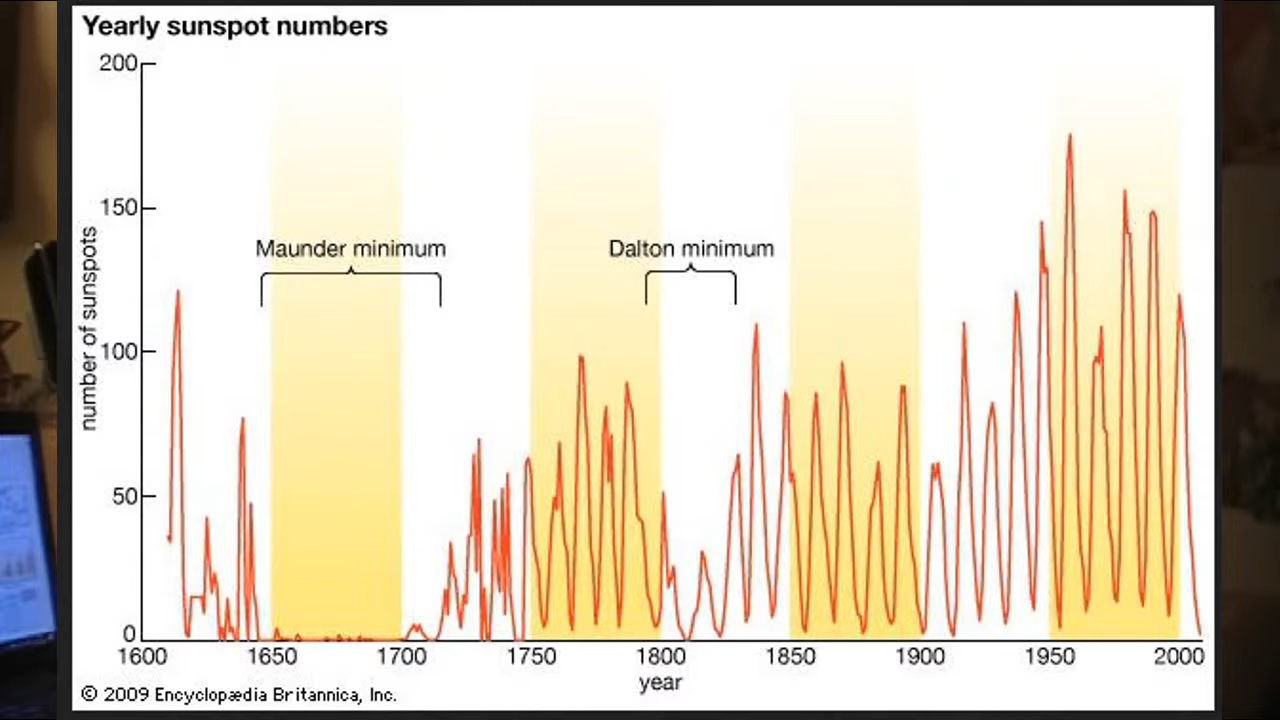 Yearly sunspot numbers
200
150
100
50
0
number of sunspots
Maunder minimum
Dalton minimum
1600 1650 1700 1750 1800 1850 1900 1950 2000
year
© 2009 Encyclopædia Britannica, Inc.